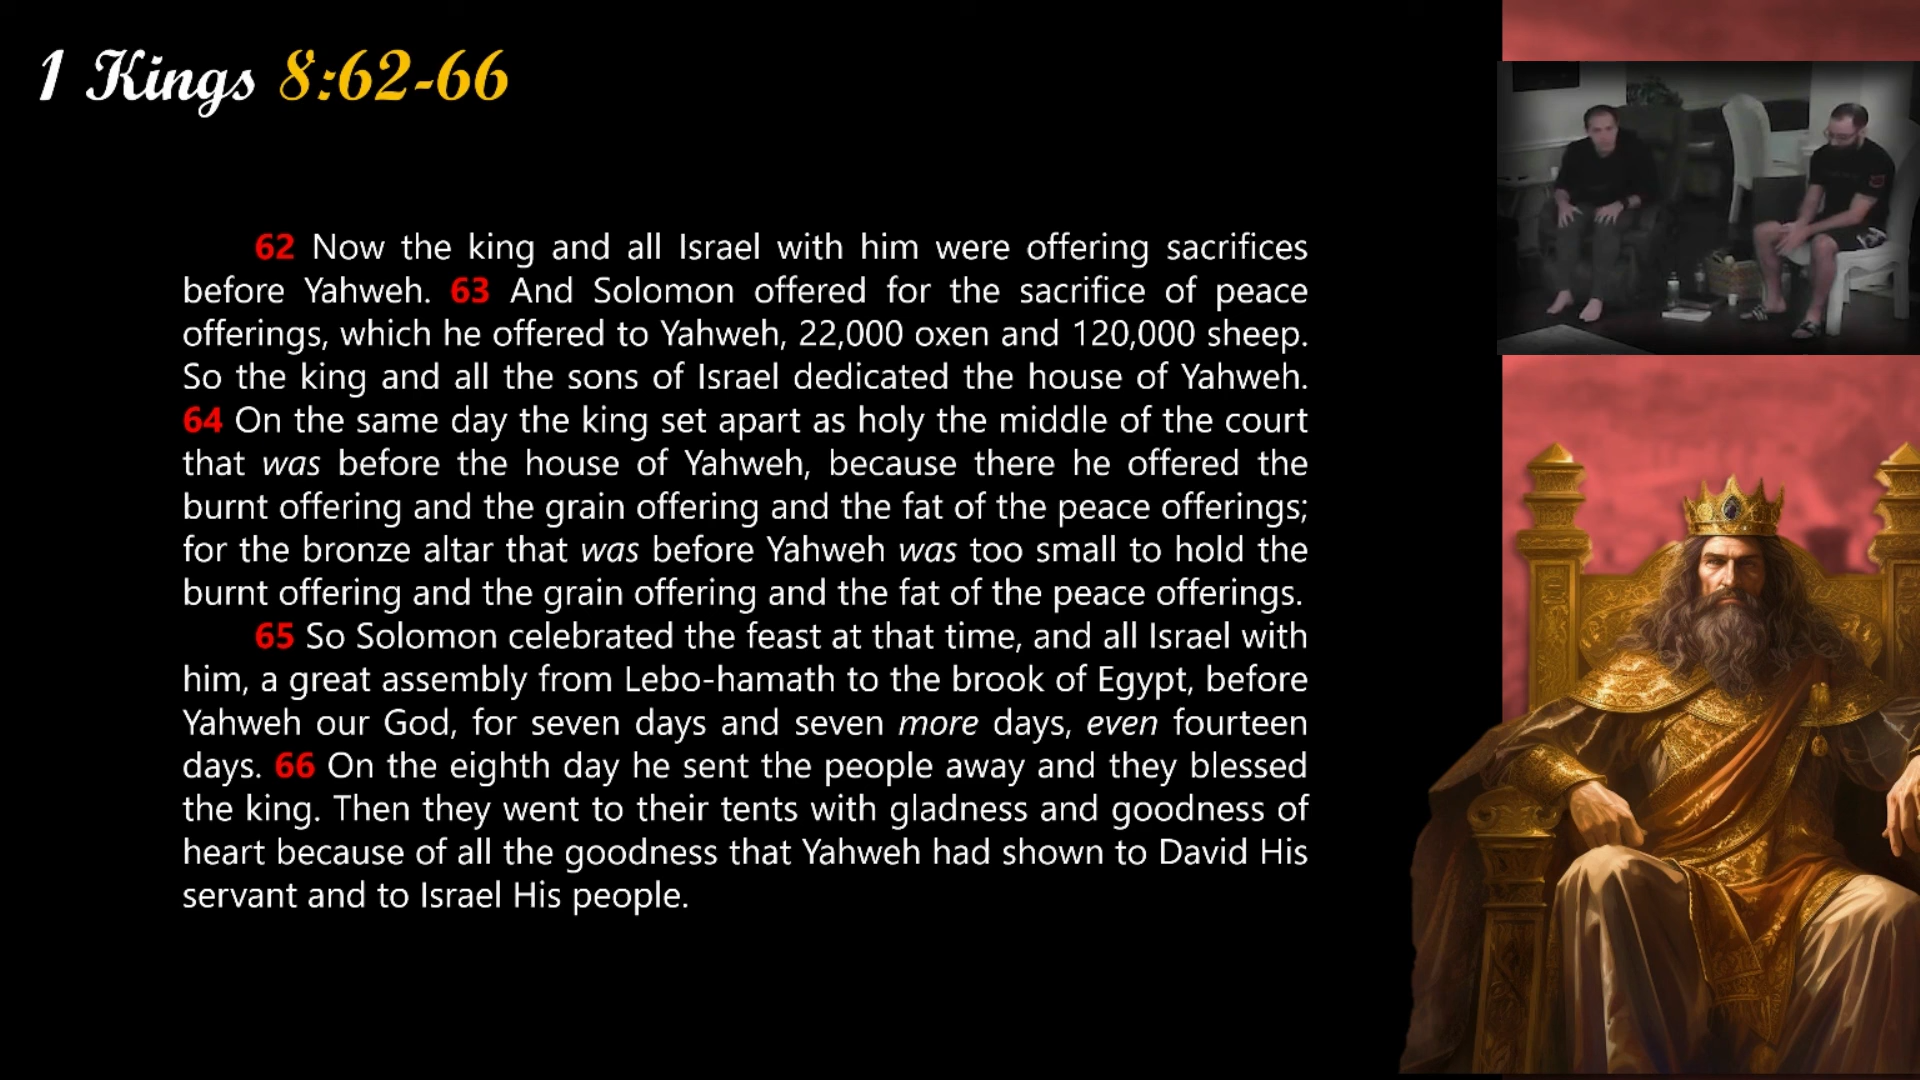 1 Kings 8:62-66
62 Now the king and all Israel with him were offering sacrifices
before Yahweh. 63 And Solomon offered for the sacrifice of peace
offerings, which he offered to Yahweh, 22,000 oxen and 120,000 sheep.
So the king and all the sons of Israel dedicated the house of Yahweh.
64 On the same day the king set apart as holy the middle of the court
that was before the house of Yahweh, because there he offered the
burnt offering and the grain offering and the fat of the peace offerings;
for the bronze altar that was before Yahweh was too small to hold the
burnt offering and the grain offering and the fat of the peace offerings.
65 So Solomon celebrated the feast at that time, and all Israel with
him, a great assembly from Lebo-hamath to the brook of Egypt, before
Yahweh our God, for seven days and seven more days, even fourteen
days. 66 On the eighth day he sent the people away and they blessed
the king. Then they went to their tents with gladness and goodness of
heart because of all the goodness that Yahweh had shown to David His
servant and to Israel His people.